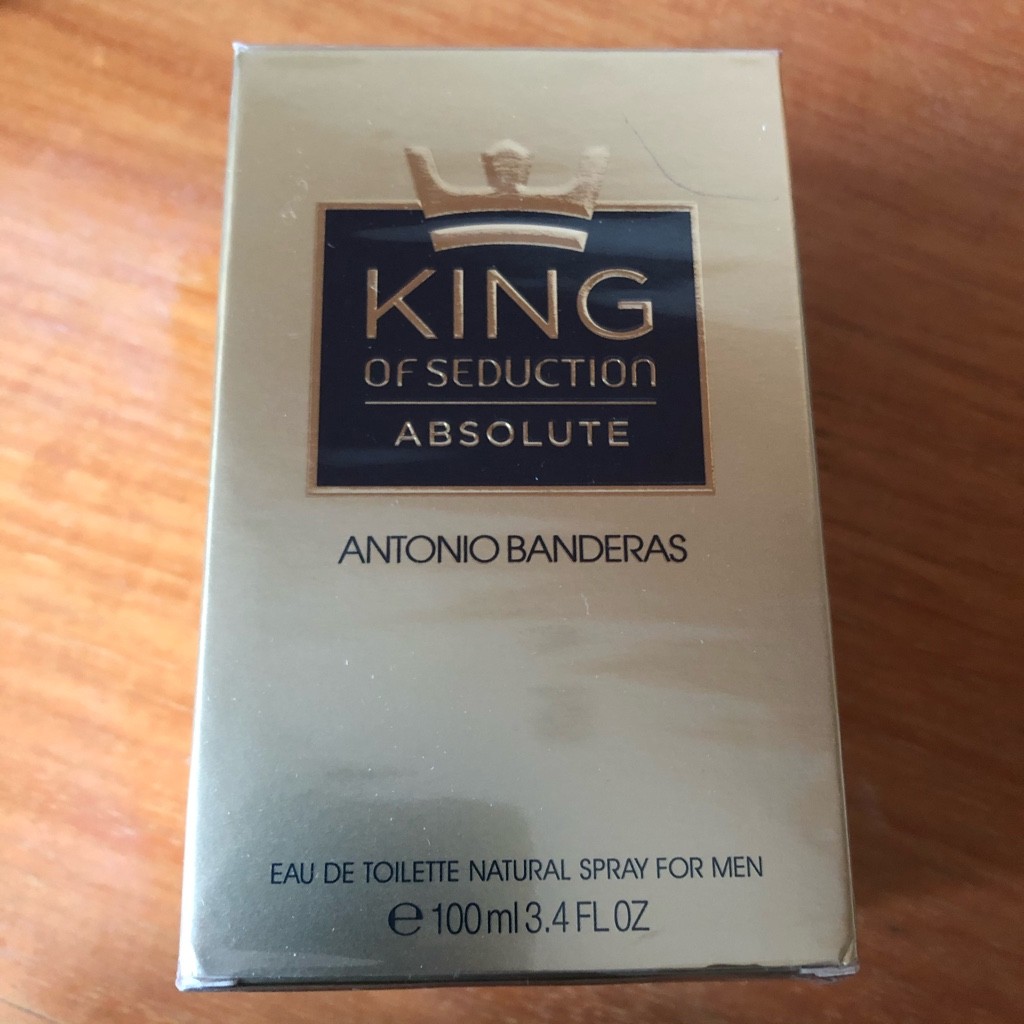 KING
OF SEDUCTION
ABSOLUTE
ANTONIO BANDERAS
EAU DE TOILETTE NATURAL SPRAY FOR MEN
℮ 100 ml 3.4 FL OZ